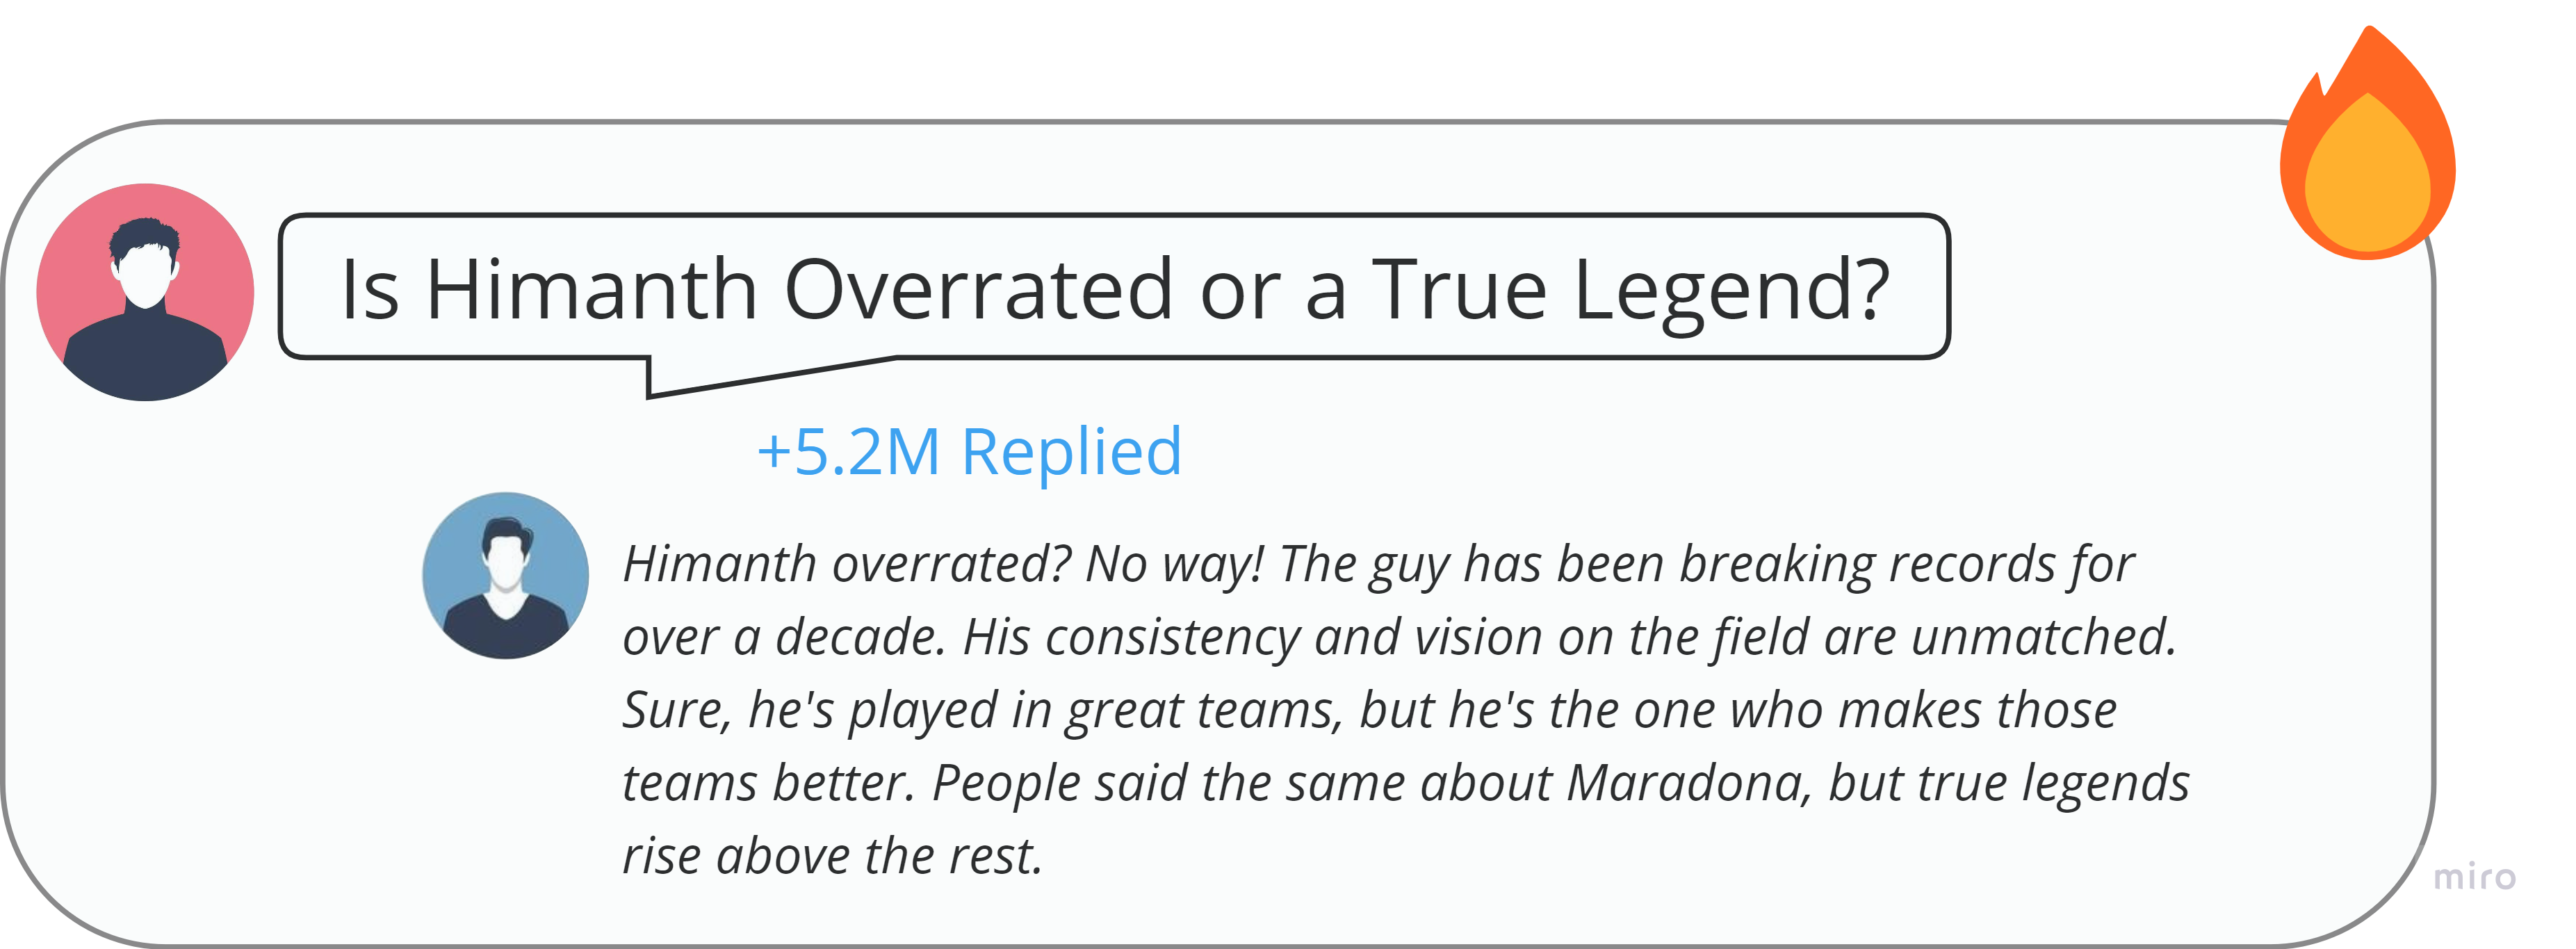 Is Himanth Overrated or a True Legend?
+5.2M Replied
Himanth overrated? No way! The guy has been breaking records for
over a decade. His consistency and vision on the field are unmatched.
Sure, he's played in great teams, but he's the one who makes those
teams better. People said the same about Maradona, but true legends
rise above the rest.
miro